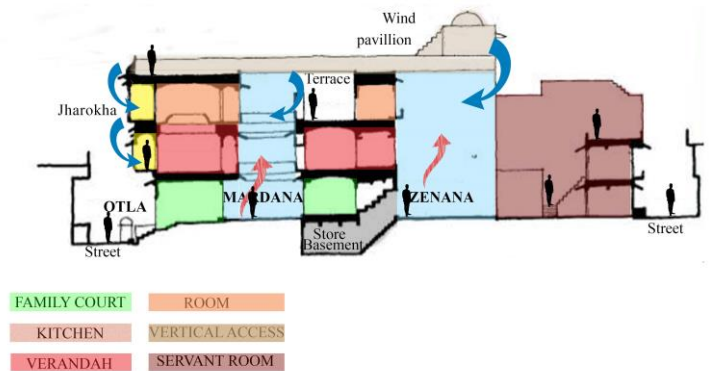 Wind
pavillion
Terrace
Jharokha
OTLA
MARDANA
ZENANA
Street
Store
Basement
Street
FAMILY COURT
ROOM
KITCHEN
VERTICAL ACCESS
VERANDAH
SERVANT ROOM